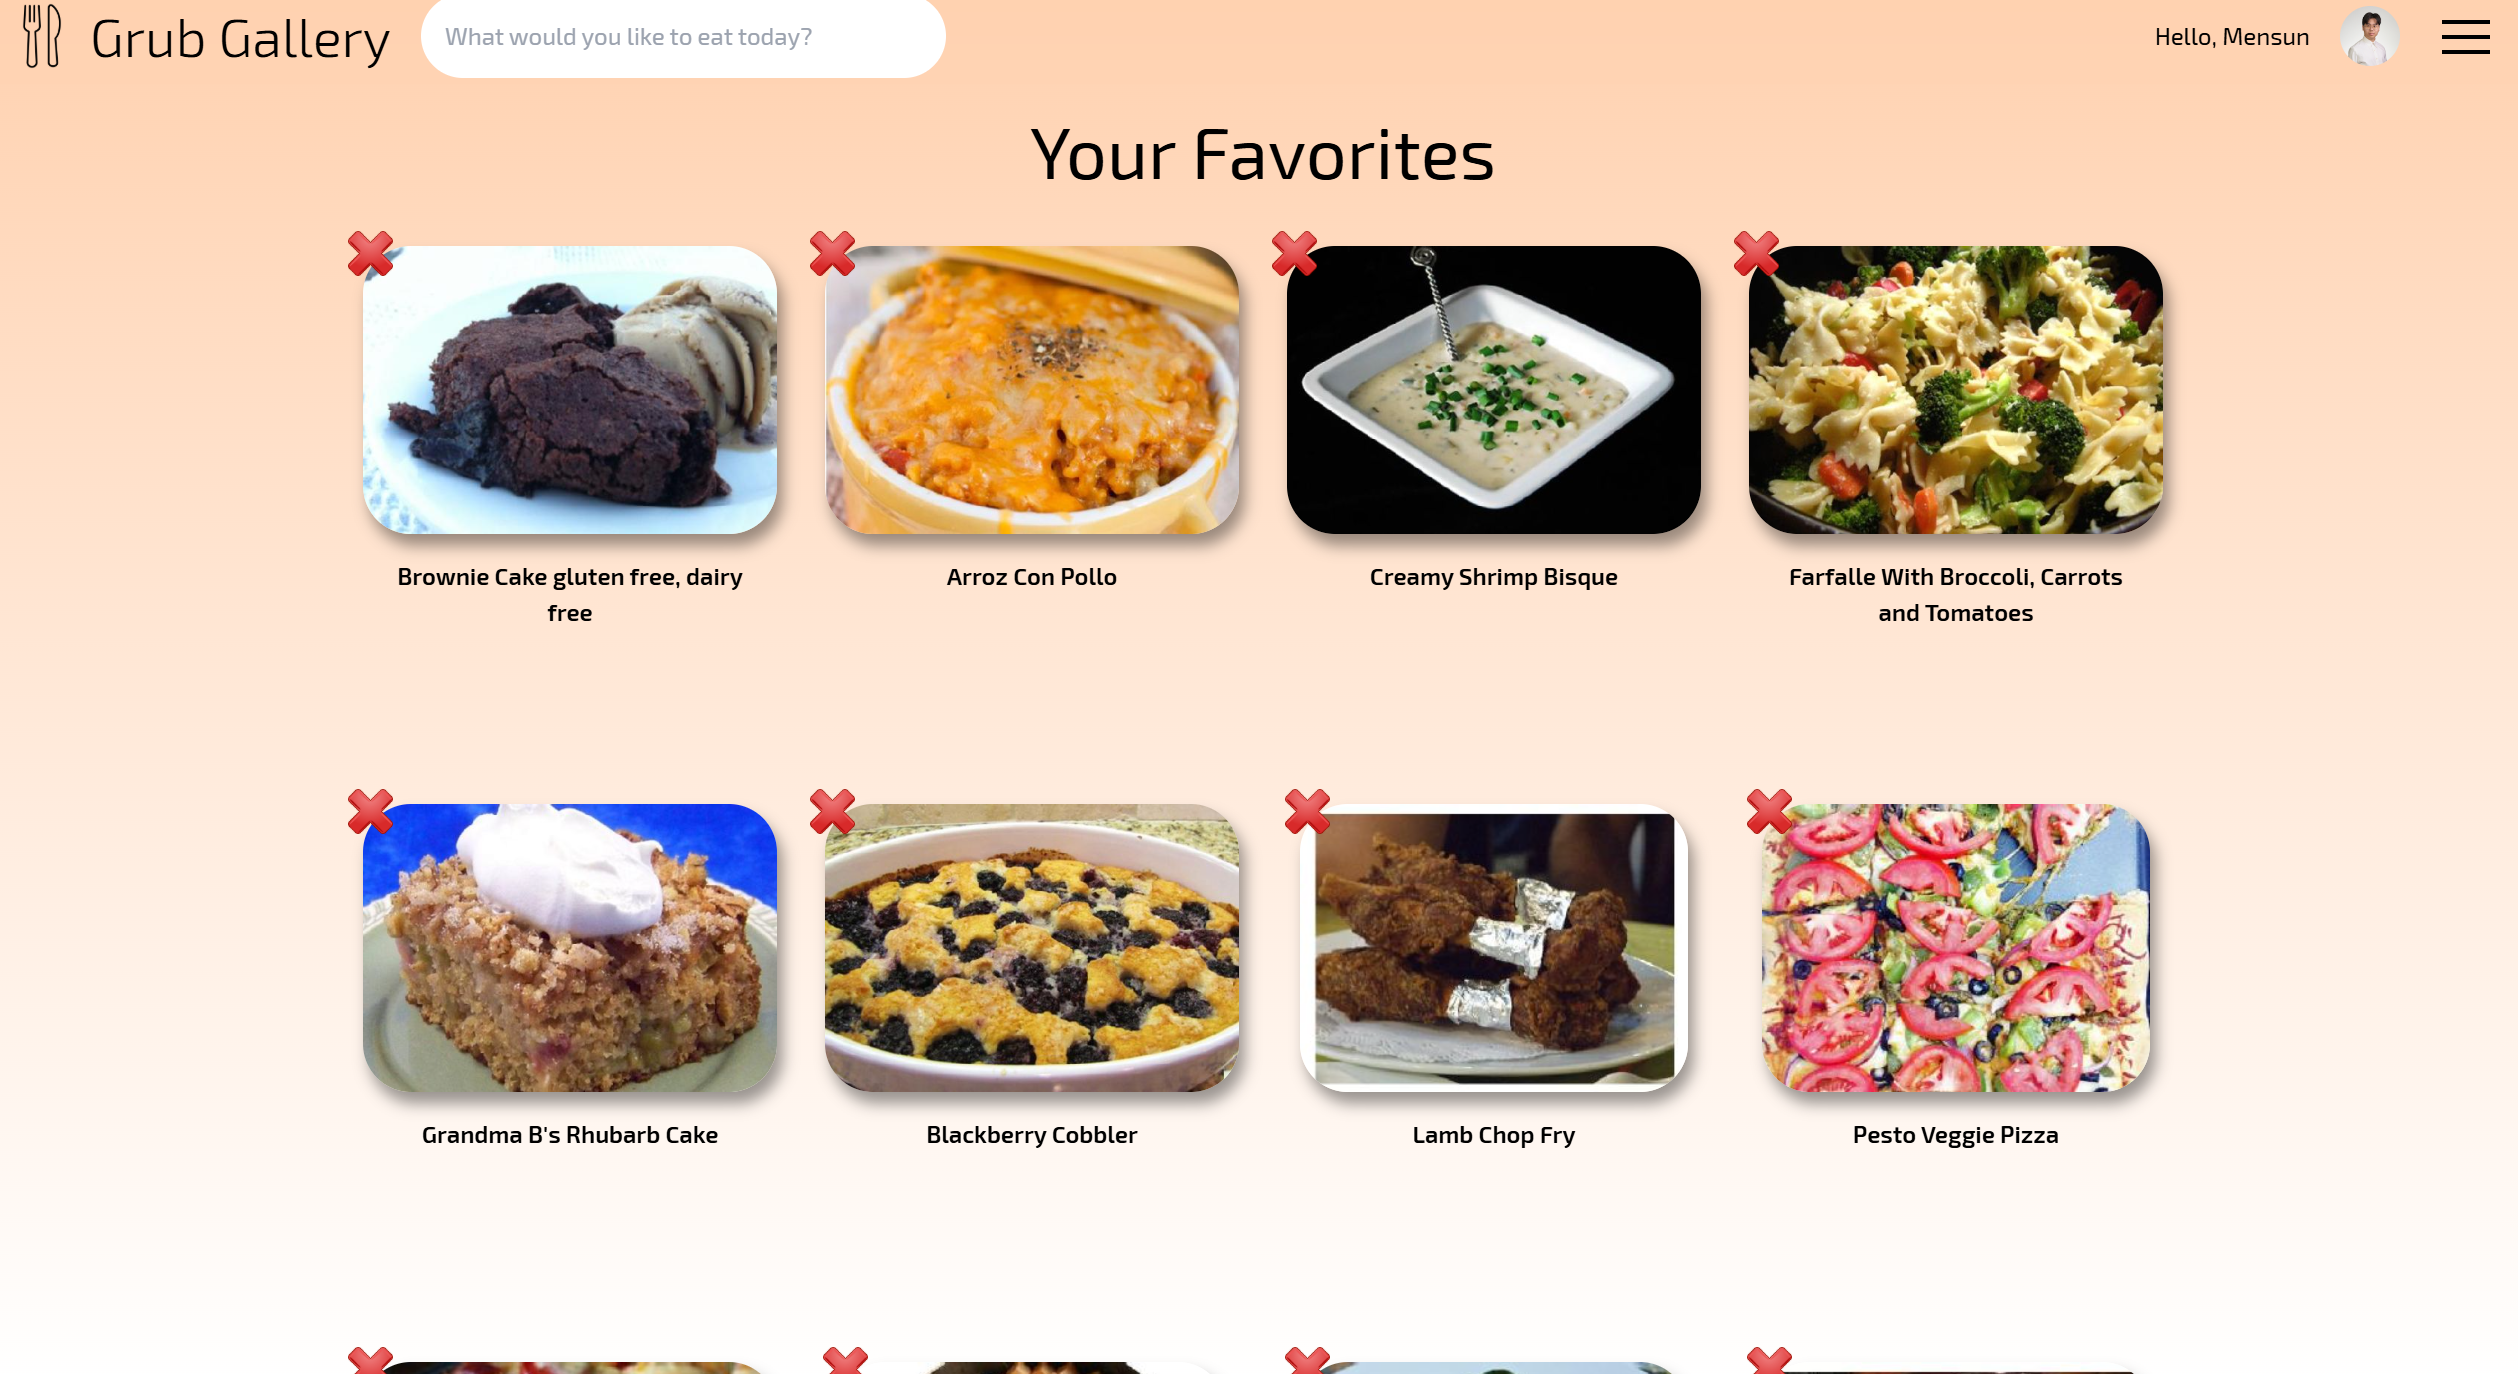 Grub Gallery
What would you like to eat today?
Hello, Mensun
Your Favorites
Brownie Cake gluten free, dairy
free
Arroz Con Pollo
Creamy Shrimp Bisque
Farfalle With Broccoli, Carrots
and Tomatoes
Grandma B's Rhubarb Cake
Blackberry Cobbler
Lamb Chop Fry
Pesto Veggie Pizza